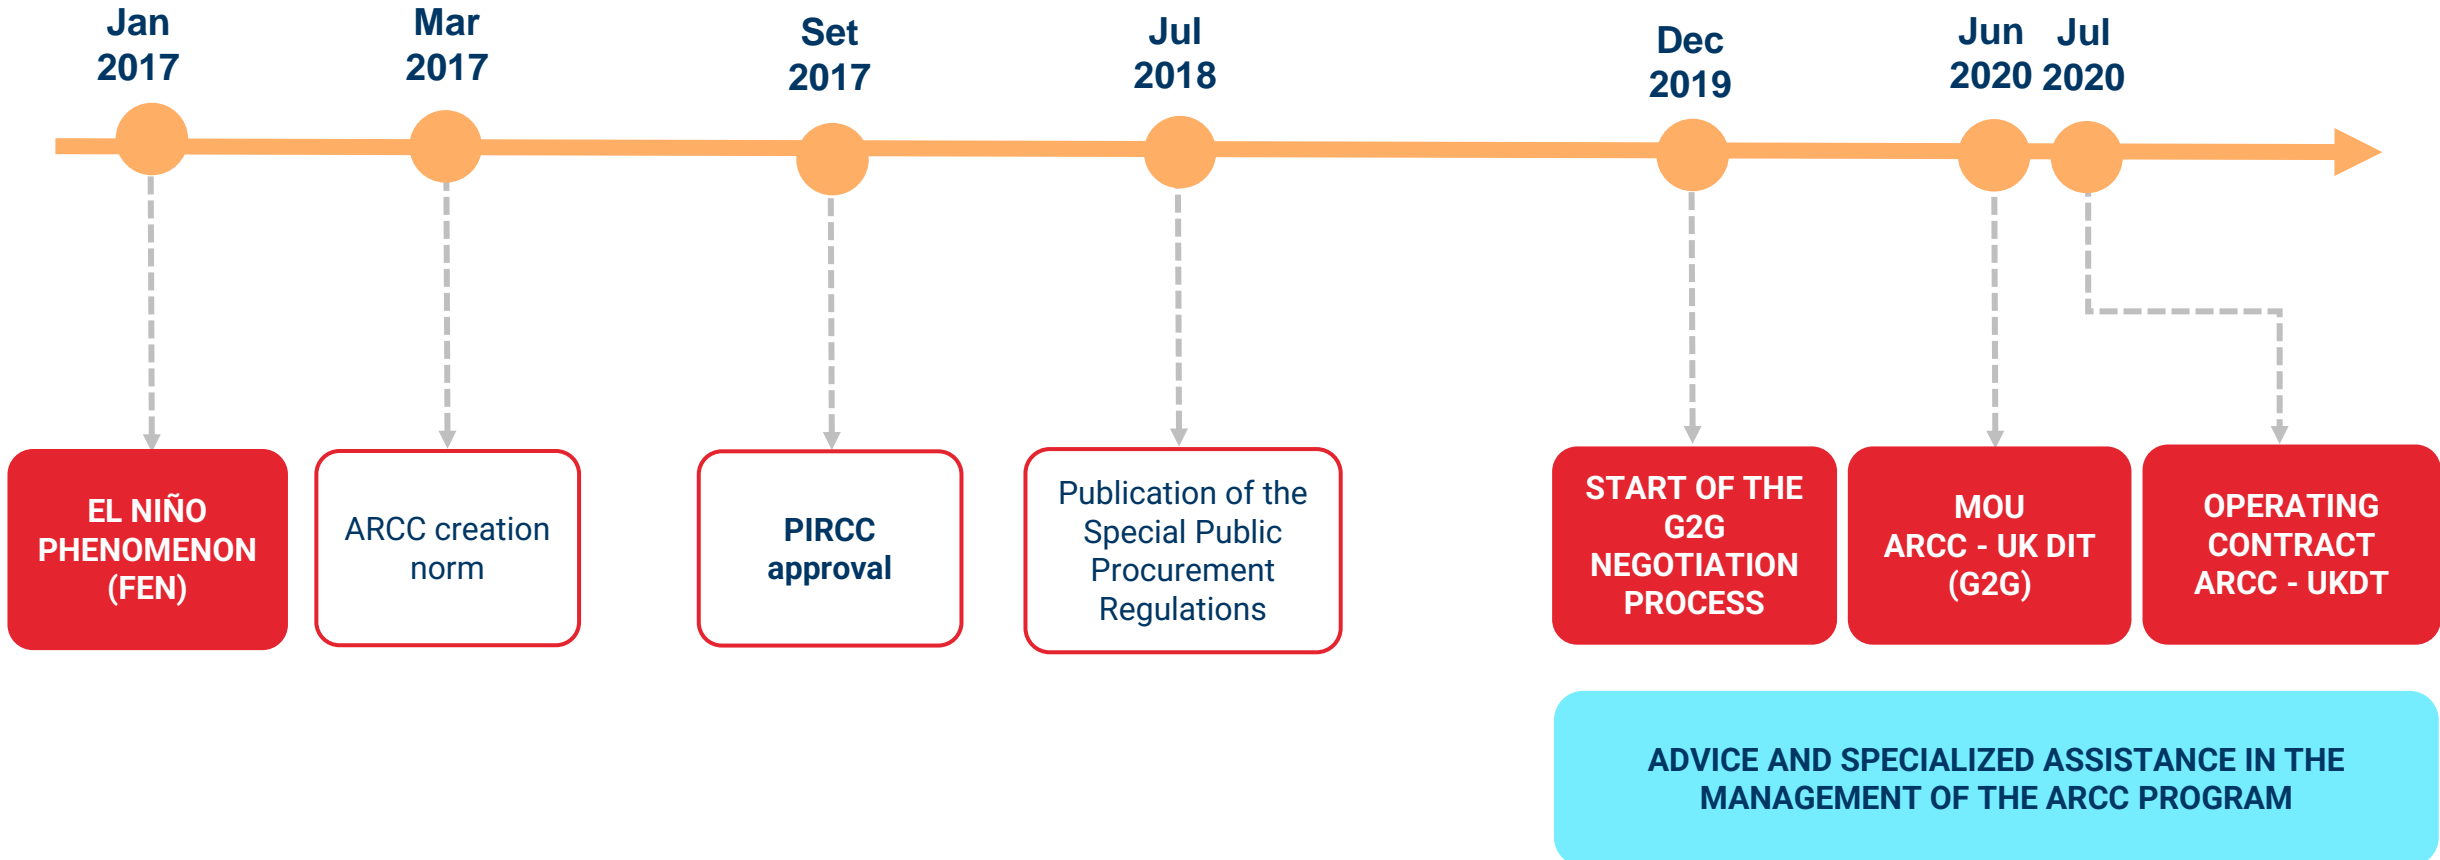 Jan
2017
Mar
2017
Set
2017
Jul
2018
Dec
2019
Jun
2020
Jul
2020
EL NIÑO
PHENOMENON
(FEN)
ARCC creation
norm
PIRCC
approval
Publication of the
Special Public
Procurement
Regulations
START OF THE
G2G
NEGOTIATION
PROCESS
MOU
ARCC - UK DIT
(G2G)
OPERATING
CONTRACT
ARCC - UKDT
ADVICE AND SPECIALIZED ASSISTANCE IN THE
MANAGEMENT OF THE ARCC PROGRAM